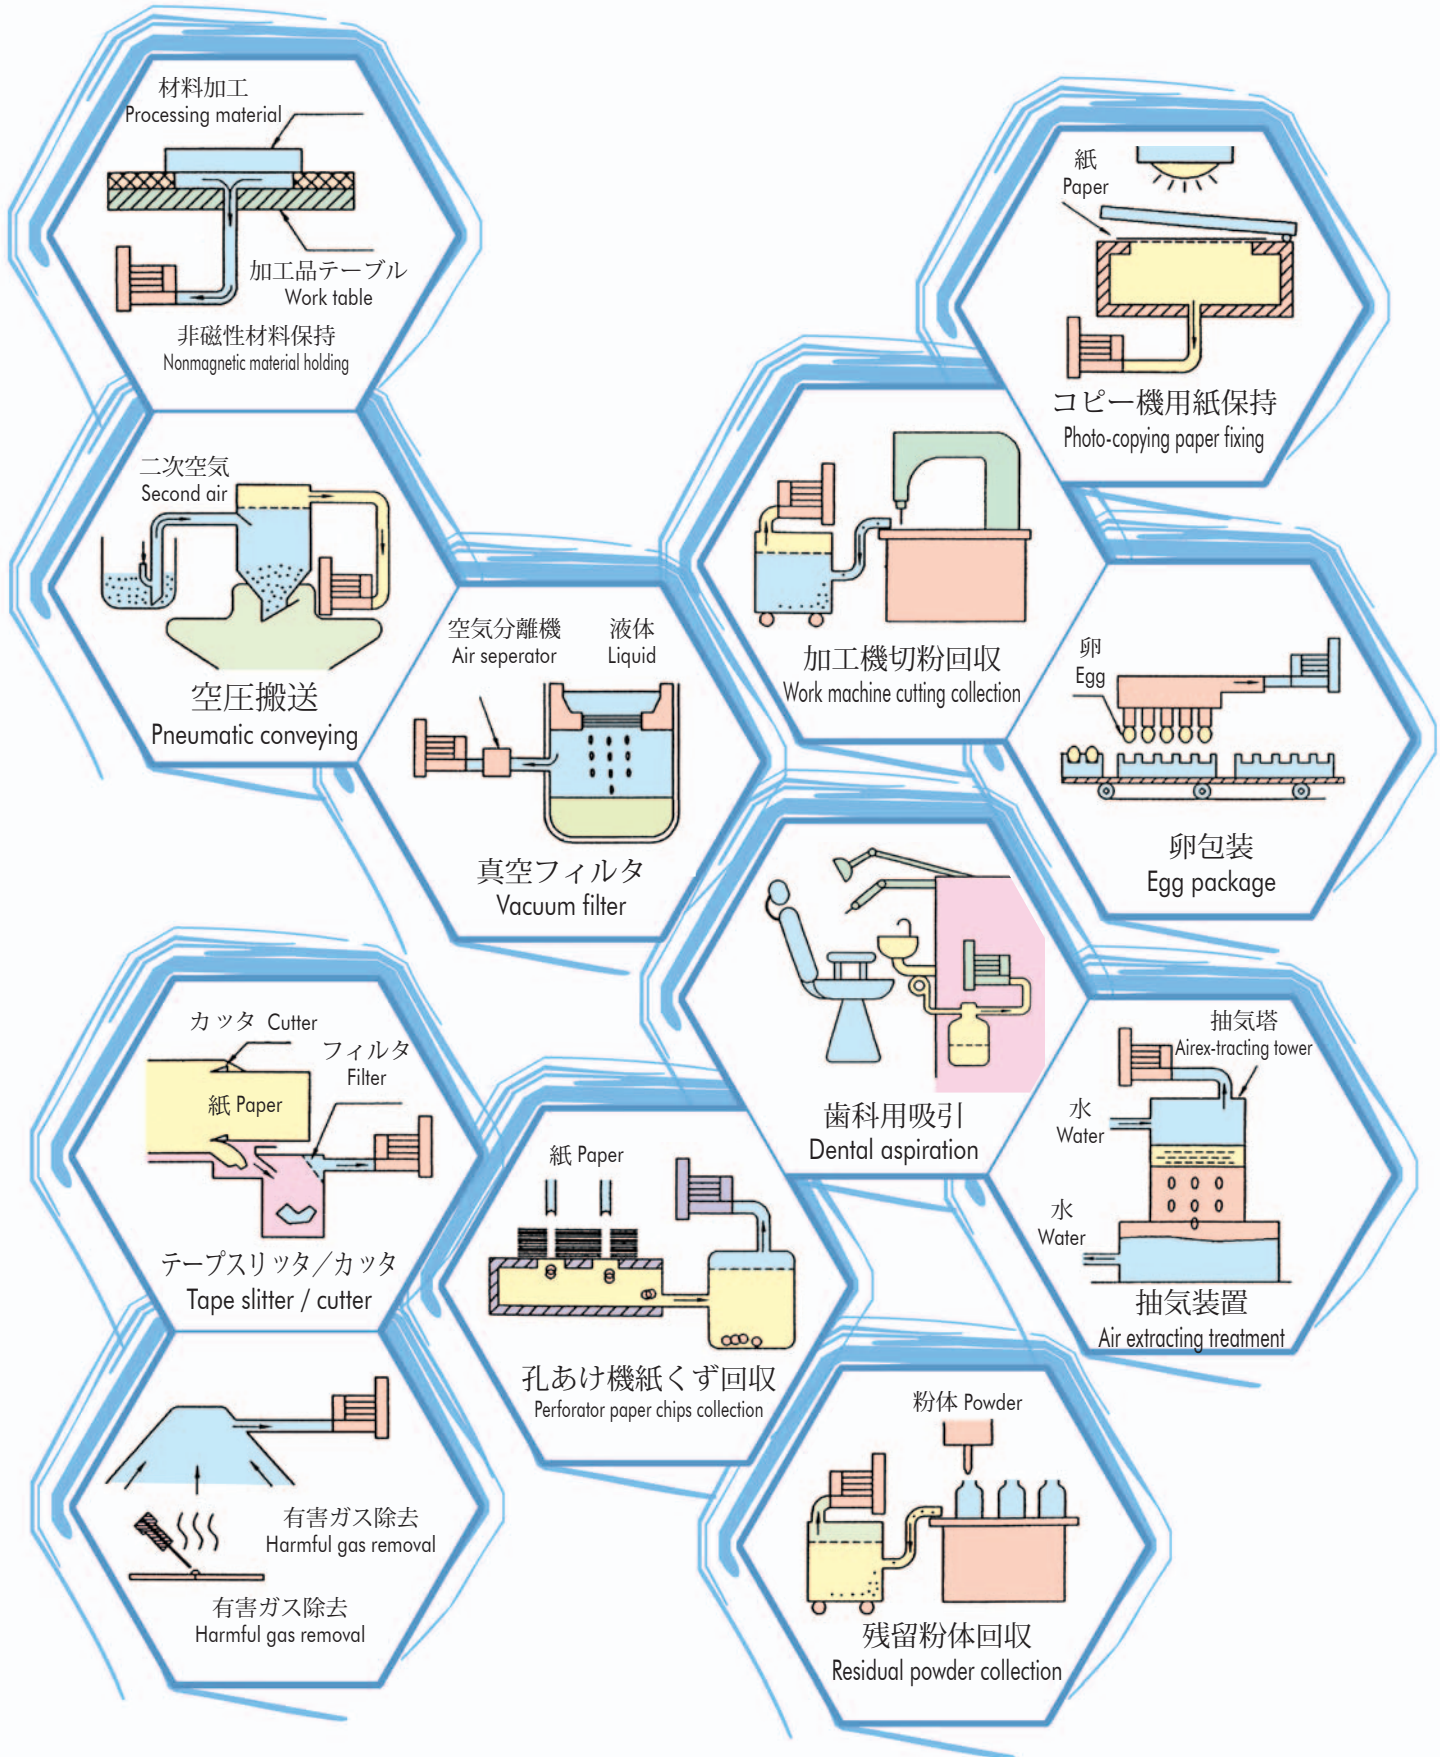 材料加工
Processing material
加工品テーブル
Work table
非磁性材料保持
Nonmagnetic material holding
紙
Paper
コピー機用紙保持
Photo-copying paper fixing
二次空気
Second air
空圧搬送
Pneumatic conveying
空気分離機
Air seperator
液体
Liquid
真空フィルタ
Vacuum filter
加工機切粉回収
Work machine cutting collection
卵
Egg
卵包装
Egg package
歯科用吸引
Dental aspiration
カッタ Cutter
フィルタ
Filter
紙 Paper
テープスリッタ／カッタ
Tape slitter / cutter
抽気塔
Airex-tracting tower
水
Water
水
Water
抽気装置
Air extracting treatment
紙 Paper
孔あけ機紙くず回収
Perforator paper chips collection
有害ガス除去
Harmful gas removal
有害ガス除去
Harmful gas removal
粉体 Powder
残留粉体回収
Residual powder collection